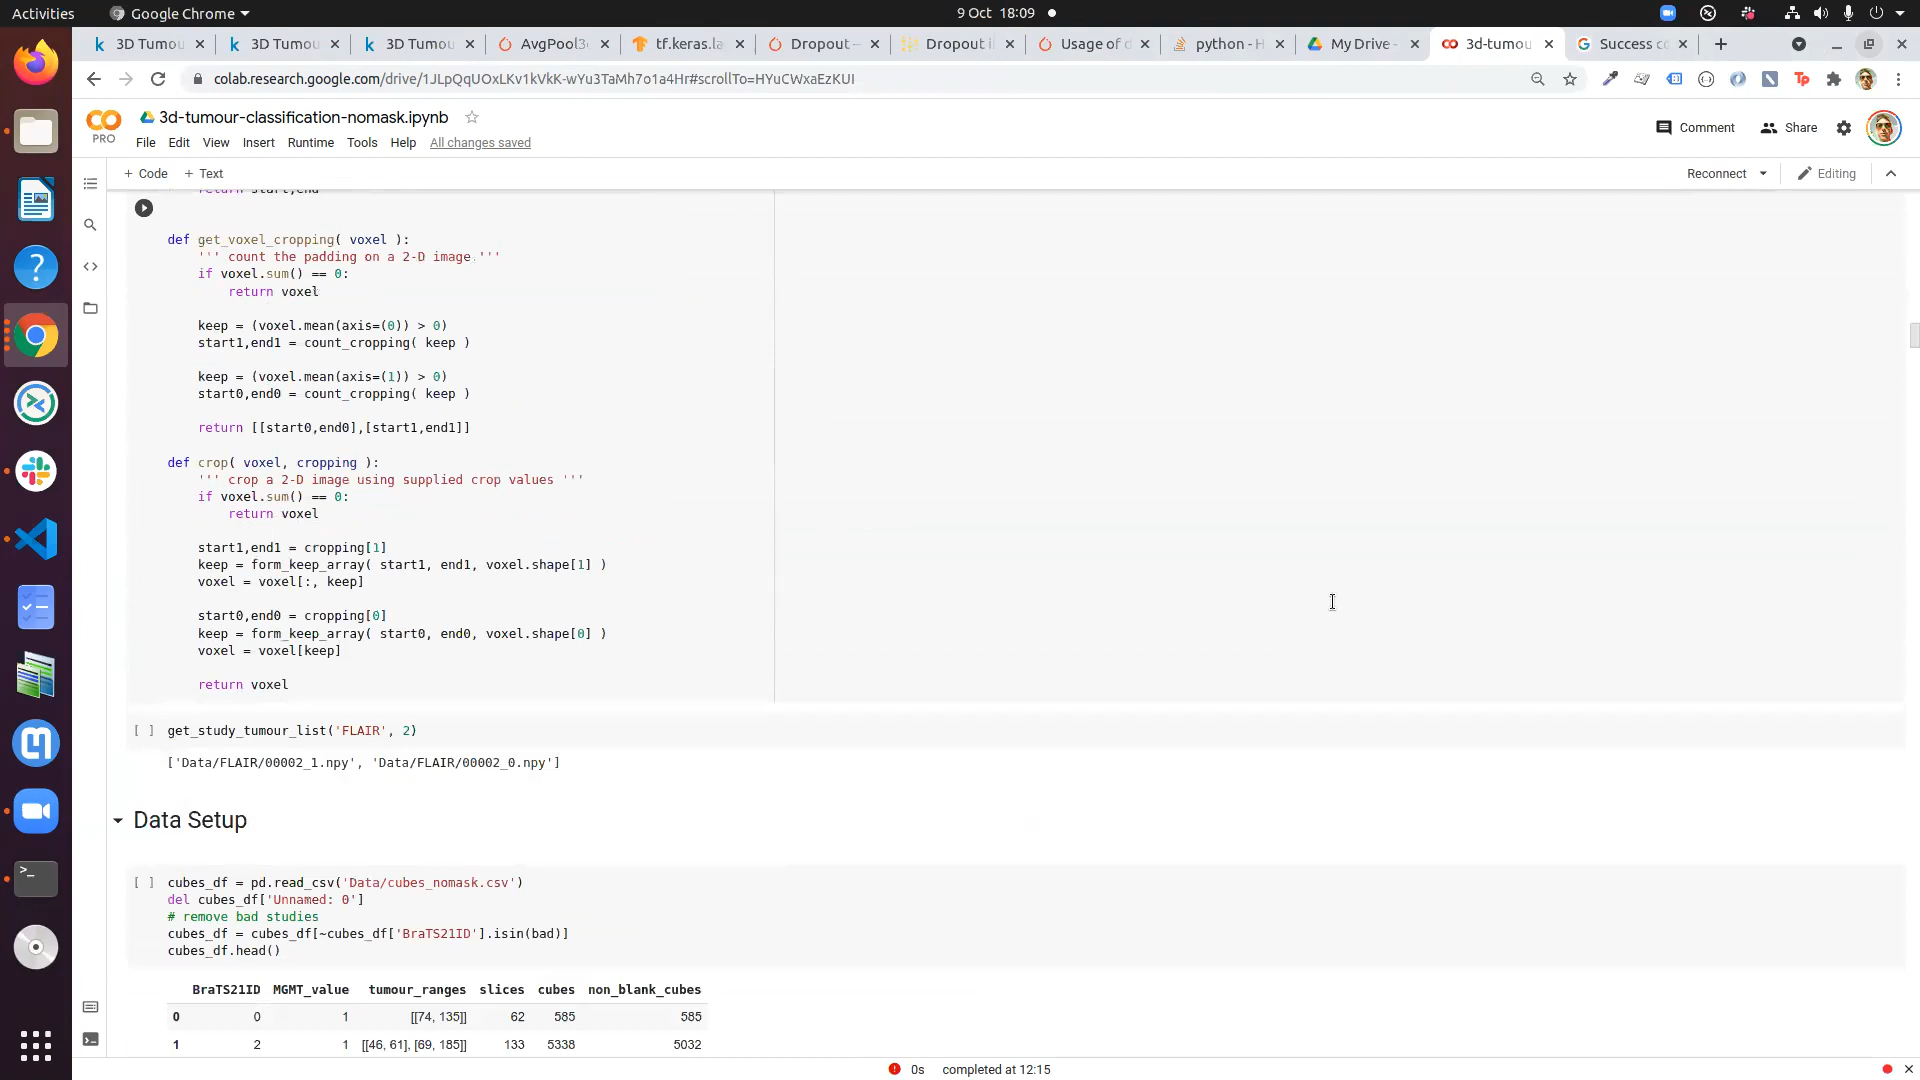 Activities
Google Chrome
9 Oct 18:09
3D Tumou
3D Tumou
3D Tumou
AvgPool3
tf.keras.la
Dropout –
Dropout i
Usage of d
python - H
My Drive -
3d-tumou
Success co
colab.research.google.com/drive/1JLpQqUOxLKv1kVkK-wYu3TaMh7o1a4Hr#scrollTo=HYuCWxaEzKUI
PRO
3d-tumour-classification-nomask.ipynb
Comment
Share
File Edit View Insert Runtime Tools Help All changes saved
+ Code + Text
Reconnect
Editing
return start,end
def get_voxel_cropping( voxel ):
''' count the padding on a 2-D image '''
if voxel.sum() == 0:
return voxel
keep = (voxel.mean(axis=(0)) > 0)
start1,end1 = count_cropping( keep )
keep = (voxel.mean(axis=(1)) > 0)
start0,end0 = count_cropping( keep )
return [[start0,end0],[start1,end1]]
def crop( voxel, cropping ):
''' crop a 2-D image using supplied crop values '''
if voxel.sum() == 0:
return voxel
start1,end1 = cropping[1]
keep = form_keep_array( start1, end1, voxel.shape[1] )
voxel = voxel[:, keep]
start0,end0 = cropping[0]
keep = form_keep_array( start0, end0, voxel.shape[0] )
voxel = voxel[keep]
return voxel
[ ] get_study_tumour_list('FLAIR', 2)
['Data/FLAIR/00002_1.npy', 'Data/FLAIR/00002_0.npy']
Data Setup
[ ] cubes_df = pd.read_csv('Data/cubes_nomask.csv')
del cubes_df['Unnamed: 0']
# remove bad studies
cubes_df = cubes_df[~cubes_df['BraTS21ID'].isin(bad)]
cubes_df.head()
BraTS21ID MGMT_value tumour_ranges slices cubes non_blank_cubes
0 0 1 [[74, 135]] 62 585 585
1 2 1 [[46, 61], [69, 185]] 133 5338 5032
0s completed at 12:15